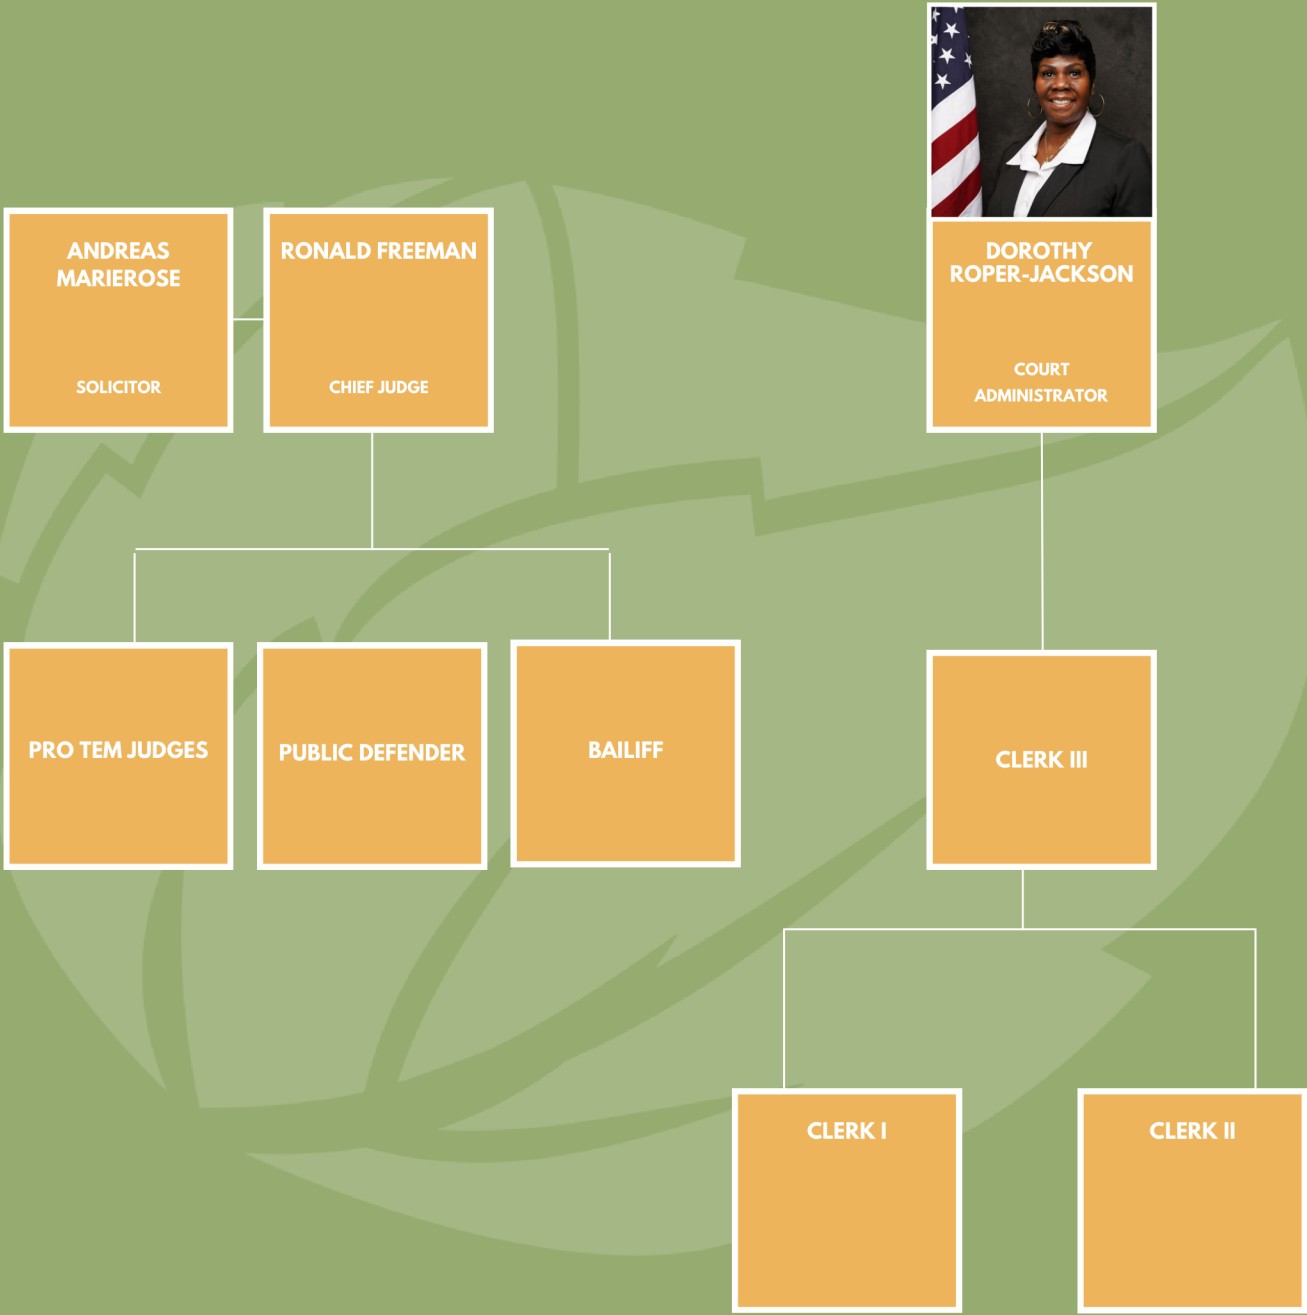 ANDREAS
MARIEROSE
SOLICITOR
RONALD FREEMAN
CHIEF JUDGE
DOROTHY
ROPER-JACKSON
COURT
ADMINISTRATOR
PRO TEM JUDGES
PUBLIC DEFENDER
BAILIFF
CLERK III
CLERK I
CLERK II